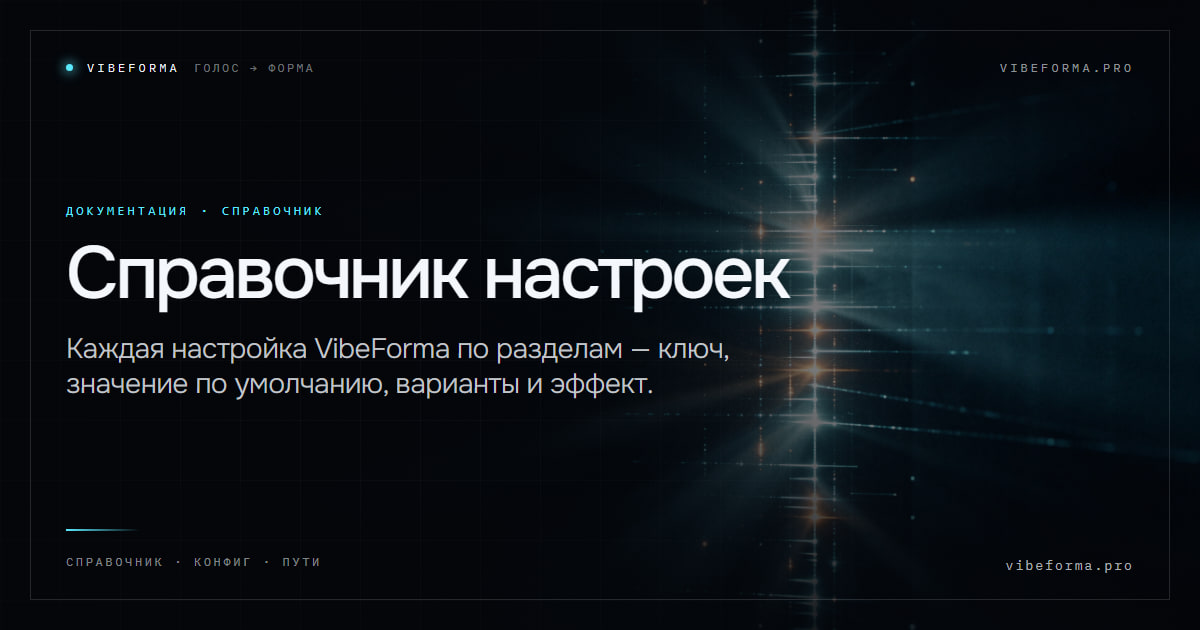 VIBEFORMA ГОЛОС → ФОРМА
VIBEFORMA.PRO
ДОКУМЕНТАЦИЯ · СПРАВОЧНИК
Справочник настроек
Каждая настройка VibeForma по разделам — ключ,
значение по умолчанию, варианты и эффект.
СПРАВОЧНИК · КОНФИГ · ПУТИ
vibeforma.pro